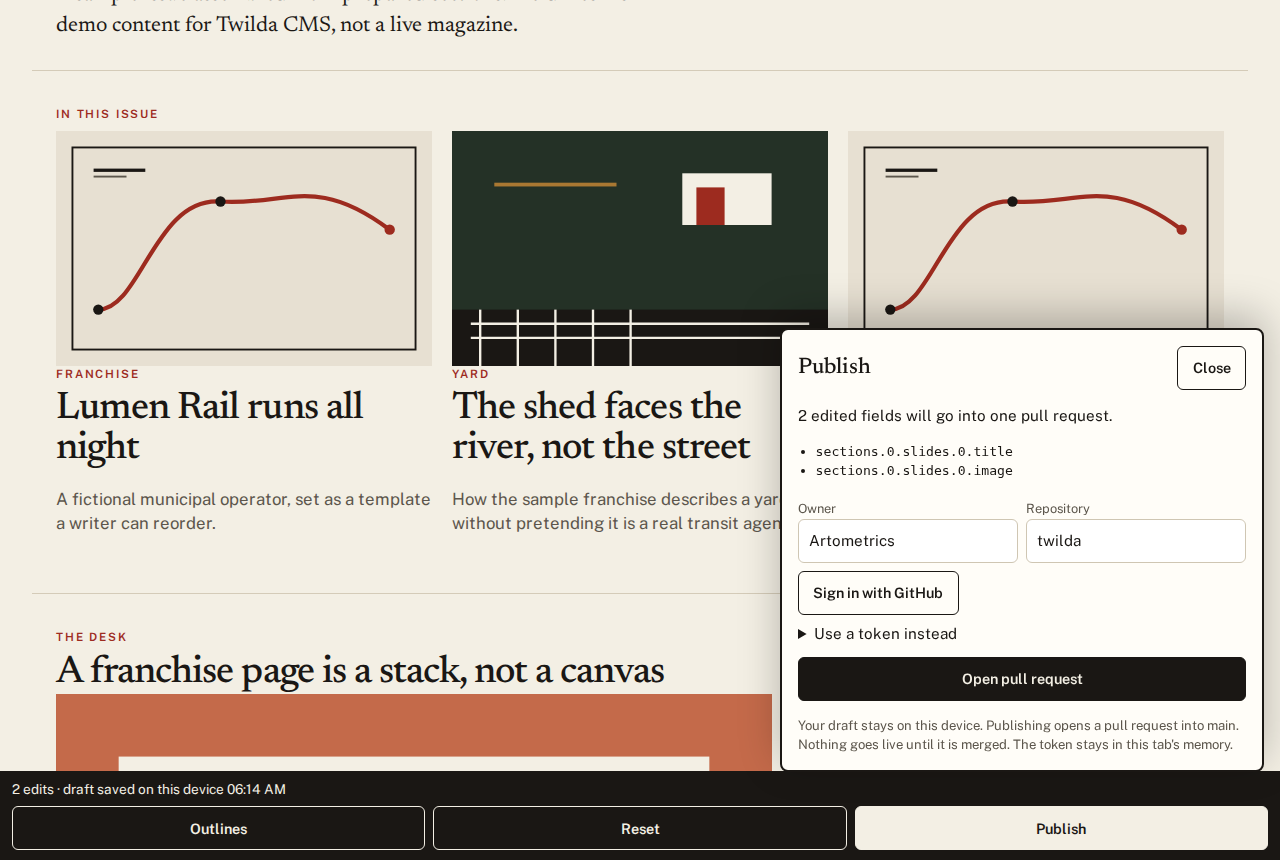 demo content for Twilda CMS, not a live magazine.
IN THIS ISSUE
FRANCHISE
Lumen Rail runs all
night
A fictional municipal operator, set as a template
a writer can reorder.
YARD
The shed faces the
river, not the street
How the sample franchise describes a yar
without pretending it is a real transit agen
THE DESK
A franchise page is a stack, not a canvas
Publish
Close
2 edited fields will go into one pull request.
• sections.0.slides.0.title
• sections.0.slides.0.image
Owner
Repository
Artometrics
twilda
Sign in with GitHub
Use a token instead
Open pull request
Your draft stays on this device. Publishing opens a pull request into main.
Nothing goes live until it is merged. The token stays in this tab's memory.
2 edits · draft saved on this device 06:14 AM
Outlines
Reset
Publish